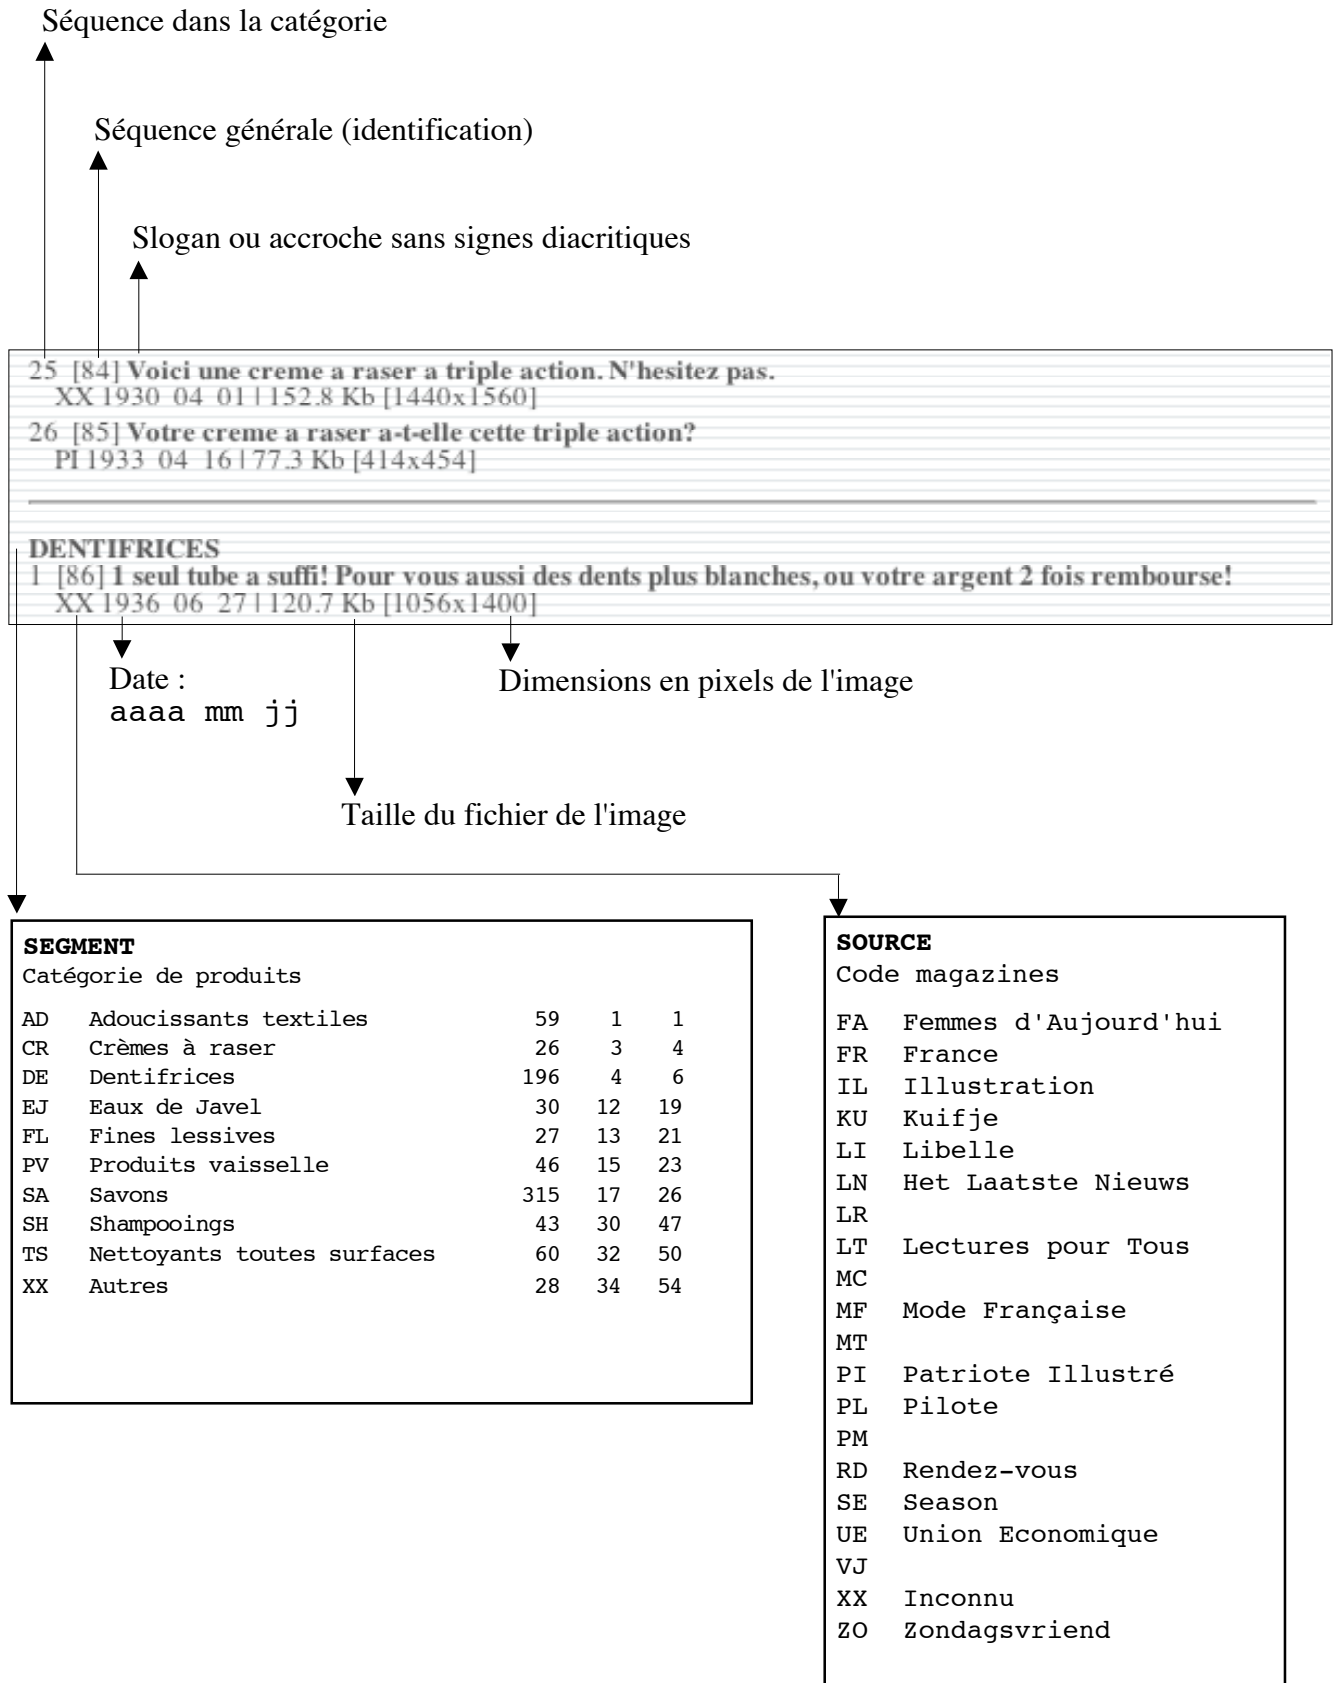 Séquence dans la catégorie
Séquence générale (identification)
Slogan ou accroche sans signes diacritiques
25 [84] Voici une creme a raser a triple action. N'hesitez pas.
XX 1930 04 01 | 152.8 Kb [1440x1560]
26 [85] Votre creme a raser a-t-elle cette triple action?
PI 1933 04 16 | 77.3 Kb [414x454]
DENTIFRICES
1 [86] 1 seul tube a suffi! Pour vous aussi des dents plus blanches, ou votre argent 2 fois rembourse!
XX 1936 06 27 | 120.7 Kb [1056x1400]
Date :
aaaa mm jj
Dimensions en pixels de l'image
Taille du fichier de l'image
SEGMENT
Catégorie de produits
AD Adoucissants textiles 59 1 1
CR Crèmes à raser 26 3 4
DE Dentifrices 196 4 6
EJ Eaux de Javel 30 12 19
FL Fines lessives 27 13 21
PV Produits vaisselle 46 15 23
SA Savons 315 17 26
SH Shampooings 43 30 47
TS Nettoyants toutes surfaces 60 32 50
XX Autres 28 34 54
SOURCE
Code magazines
FA Femmes d'Aujourd'hui
FR France
IL Illustration
KU Kuifje
LI Libelle
LN Het Laatste Nieuws
LR
LT Lectures pour Tous
MC
MF Mode Française
MT
PI Patriote Illustré
PL Pilote
PM
RD Rendez-vous
SE Season
UE Union Economique
VJ
XX Inconnu
ZO Zondagsvriend